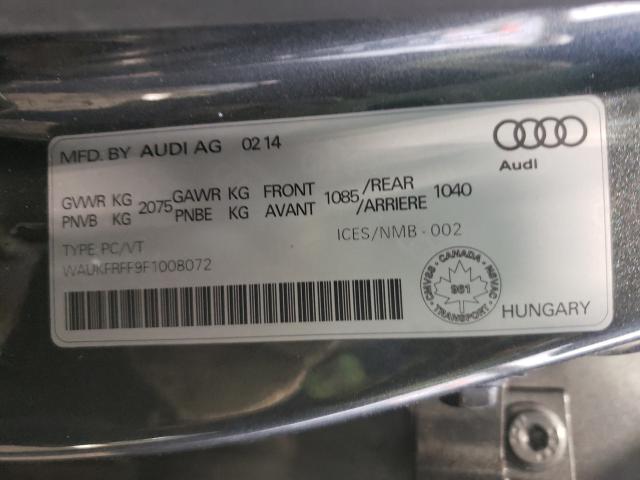 MFD. BY AUDI AG 02 14
Audi
GVWR KG 2075 GAWR KG FRONT 1085 /REAR 1040
PNVB KG PNBE KG AVANT /ARRIERE
ICES/NMB - 002
TYPE PC/VT
WAUKFRFF9F1008072
CANADA
CMVSS NSVAC
961
TRANSPORT
HUNGARY